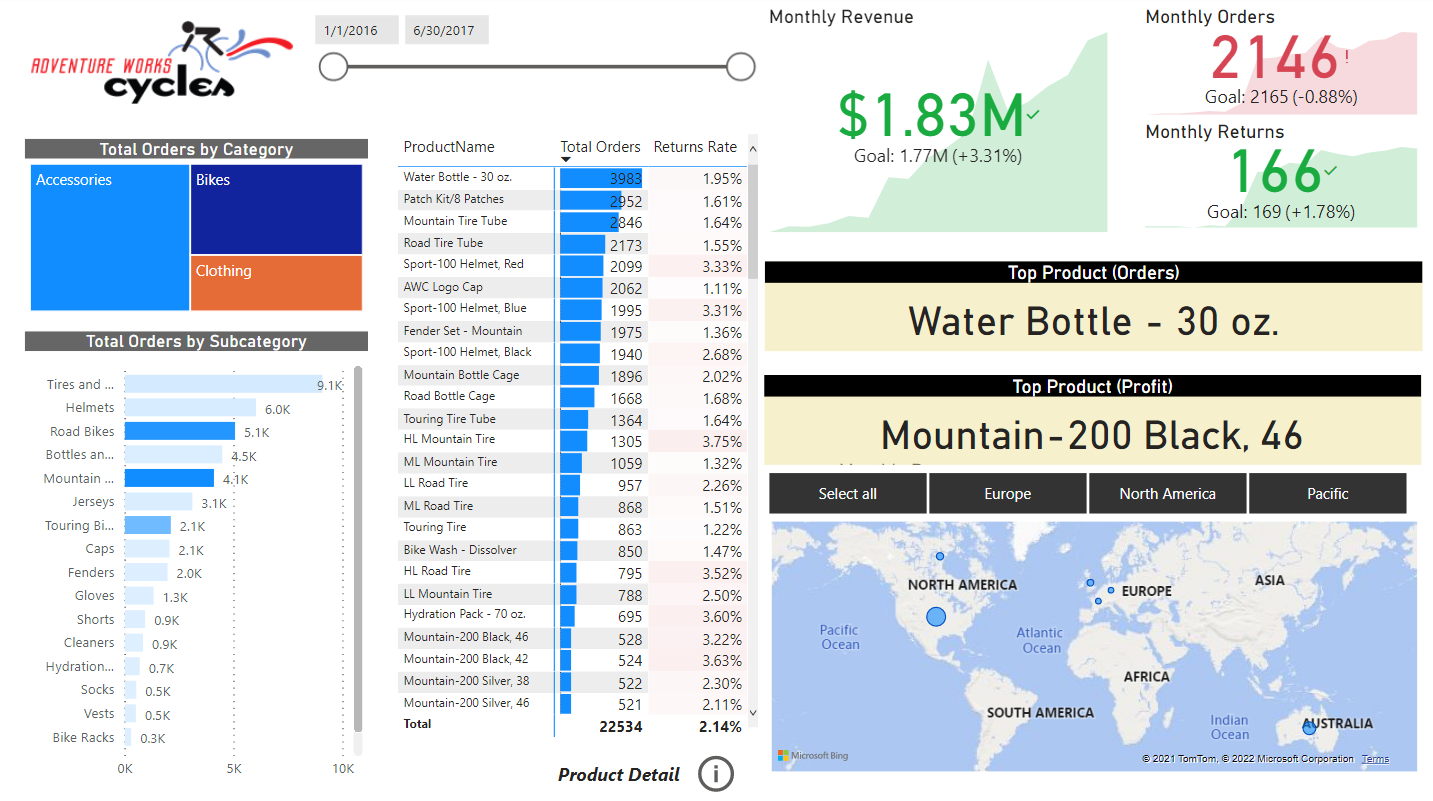 ADVENTURE WORKS
cycles
1/1/2016
6/30/2017
Total Orders by Category
Accessories
Bikes
Clothing
Total Orders by Subcategory
Tires and ... 9.1K
Helmets 6.0K
Road Bikes 5.1K
Bottles an... 4.5K
Mountain ... 4.1K
Jerseys 3.1K
Touring Bi... 2.1K
Caps 2.1K
Fenders 2.0K
Gloves 1.3K
Shorts 0.9K
Cleaners 0.9K
Hydration... 0.7K
Socks 0.5K
Vests 0.5K
Bike Racks 0.3K
0K 5K 10K
ProductName Total Orders Returns Rate
Water Bottle - 30 oz. 3983 1.95%
Patch Kit/8 Patches 2952 1.61%
Mountain Tire Tube 2846 1.64%
Road Tire Tube 2173 1.55%
Sport-100 Helmet, Red 2099 3.33%
AWC Logo Cap 2062 1.11%
Sport-100 Helmet, Blue 1995 3.31%
Fender Set - Mountain 1975 1.36%
Sport-100 Helmet, Black 1940 2.68%
Mountain Bottle Cage 1896 2.02%
Road Bottle Cage 1668 1.68%
Touring Tire Tube 1364 1.64%
HL Mountain Tire 1305 3.75%
ML Mountain Tire 1059 1.32%
LL Road Tire 957 2.26%
ML Road Tire 868 1.51%
Touring Tire 863 1.22%
Bike Wash - Dissolver 850 1.47%
HL Road Tire 795 3.52%
LL Mountain Tire 788 2.50%
Hydration Pack - 70 oz. 695 3.60%
Mountain-200 Black, 46 528 3.22%
Mountain-200 Black, 42 524 3.63%
Mountain-200 Silver, 38 522 2.30%
Mountain-200 Silver, 46 521 2.11%
Total 22534 2.14%
Product Detail
Monthly Revenue
$1.83M
Goal: 1.77M (+3.31%)
Monthly Orders
2146!
Goal: 2165 (-0.88%)
Monthly Returns
166
Goal: 169 (+1.78%)
Top Product (Orders)
Water Bottle - 30 oz.
Top Product (Profit)
Mountain-200 Black, 46
Select all
Europe
North America
Pacific
NORTH AMERICA
EUROPE
ASIA
Pacific
Ocean
Atlantic
Ocean
AFRICA
SOUTH AMERICA
Indian
Ocean
AUSTRALIA
Microsoft Bing
© 2021 TomTom, © 2022 Microsoft Corporation Terms